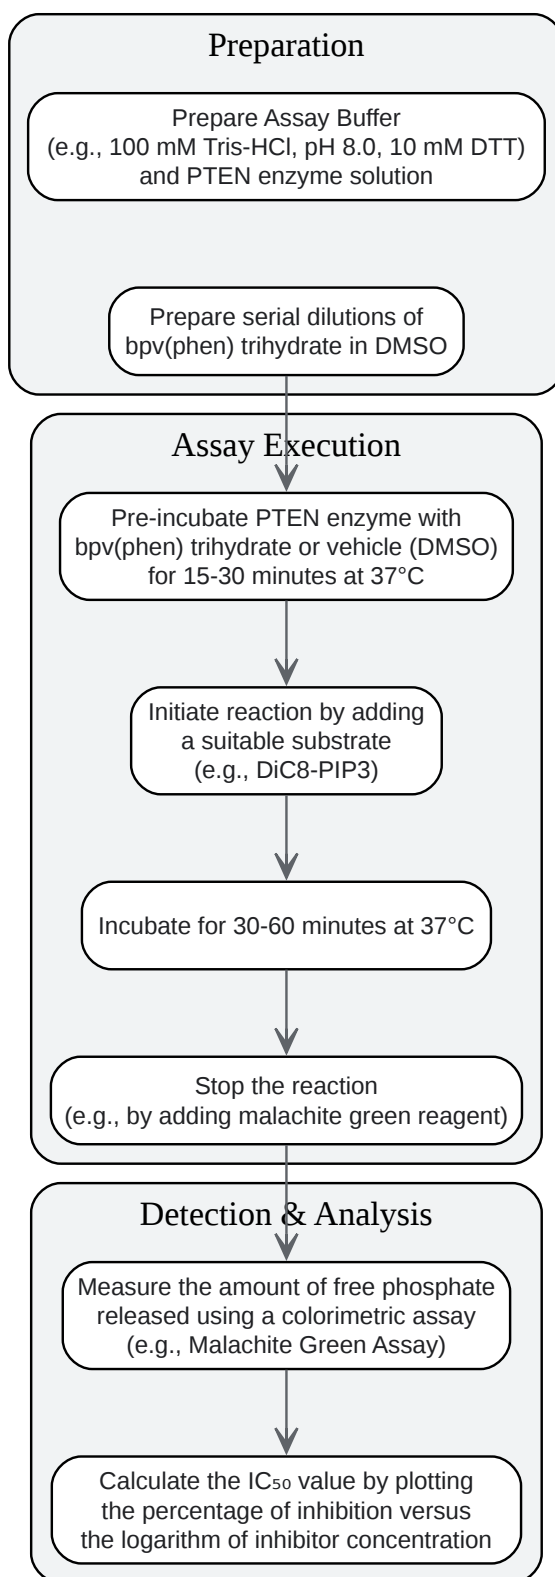 Preparation
Prepare Assay Buffer
(e.g., 100 mM Tris-HCl, pH 8.0, 10 mM DTT)
and PTEN enzyme solution
Prepare serial dilutions of
bpv(phen) trihydrate in DMSO
Assay Execution
Pre-incubate PTEN enzyme with
bpv(phen) trihydrate or vehicle (DMSO)
for 15-30 minutes at 37°C
Initiate reaction by adding
a suitable substrate
(e.g., DiC8-PIP3)
Incubate for 30-60 minutes at 37°C
Stop the reaction
(e.g., by adding malachite green reagent)
Detection & Analysis
Measure the amount of free phosphate
released using a colorimetric assay
(e.g., Malachite Green Assay)
Calculate the IC₅₀ value by plotting
the percentage of inhibition versus
the logarithm of inhibitor concentration